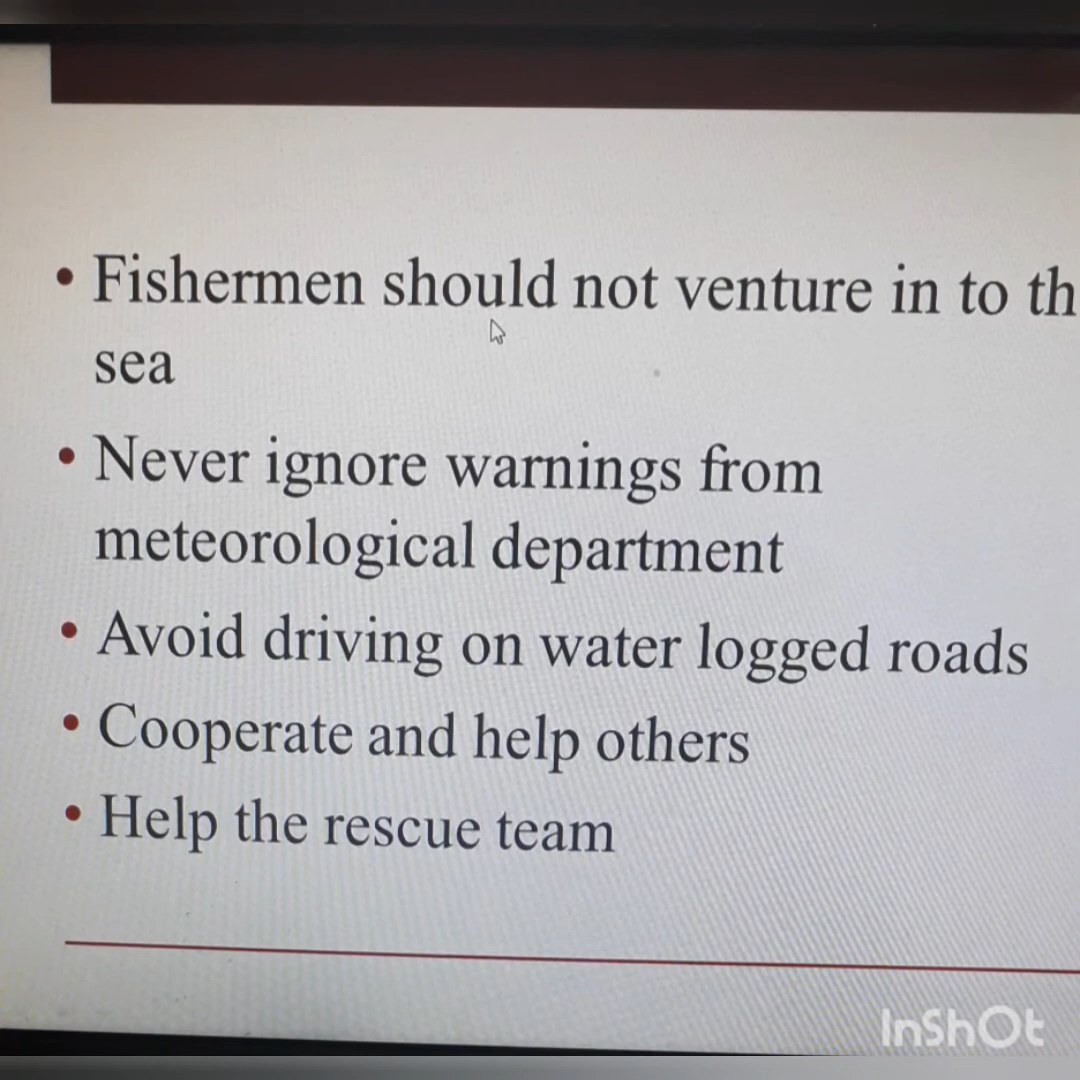 • Fishermen should not venture in to th
sea
• Never ignore warnings from
meteorological department
• Avoid driving on water logged roads
• Cooperate and help others
• Help the rescue team
InShOt